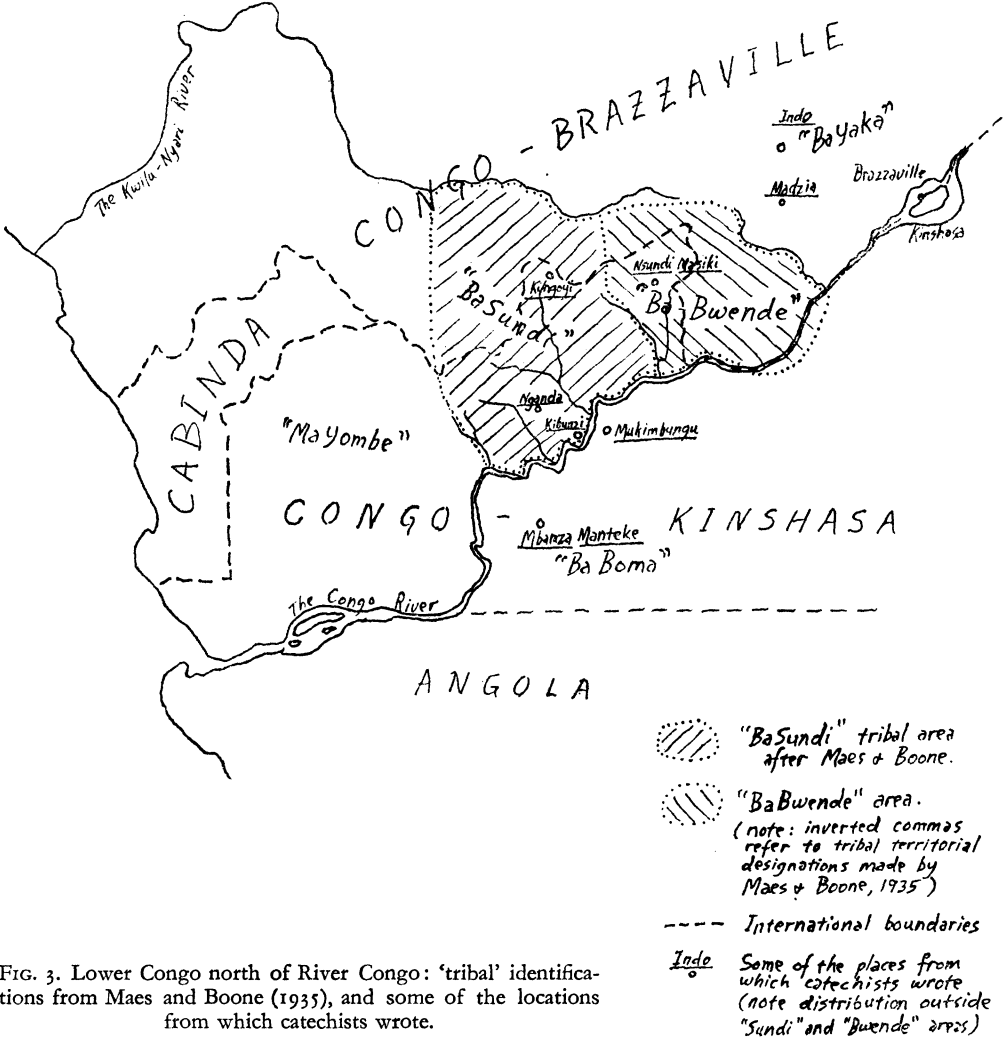 CONGO - BRAZZAVILLE
The Kwilu-Nyari River
Indo
"BaYaka"
Madzia
Brazzaville
Kinshasa
"BaSundi"
Kingoyi
Nsundi Masiki
"Ba Bwende"
CABINDA
"MaYombe"
Nganda
Kibunzi
Mukimbungu
CONGO - KINSHASA
Mbanza Manteke
"Ba Boma"
The Congo River
ANGOLA
"BaSundi" tribal area
after Maes & Boone.
"BaBwende" area.
(note: inverted commas
refer to tribal territorial
designations made by
Maes & Boone, 1935)
International boundaries
Indo
Some of the places from
which catechists wrote
(note distribution outside
"Sundi" and "Bwende" areas)
FIG. 3. Lower Congo north of River Congo: ‘tribal’ identifica-
tions from Maes and Boone (1935), and some of the locations
from which catechists wrote.